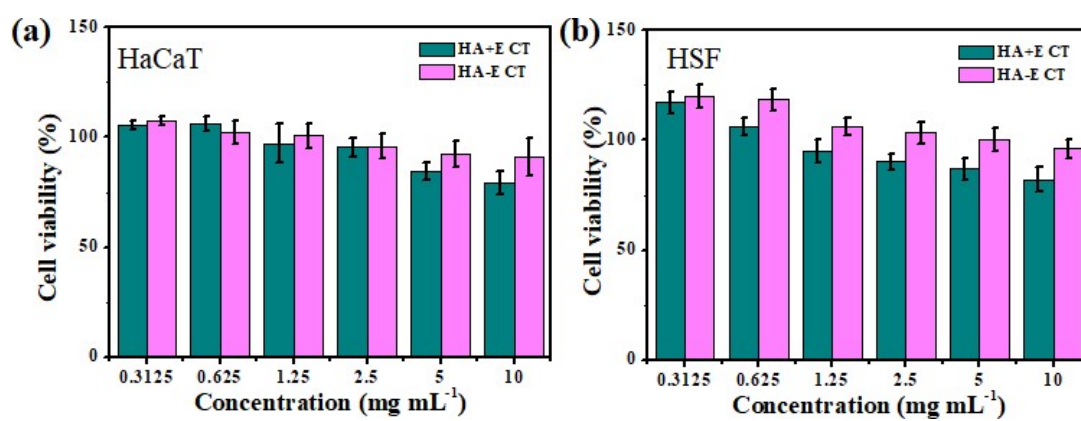 (a)
HaCaT
HA+E CT
HA-E CT
Cell viability (%)
150
100
50
0
0.3125 0.625 1.25 2.5 5 10
Concentration (mg mL⁻¹)
(b)
HSF
HA+E CT
HA-E CT
Cell viability (%)
150
100
50
0
0.3125 0.625 1.25 2.5 5 10
Concentration (mg mL⁻¹)